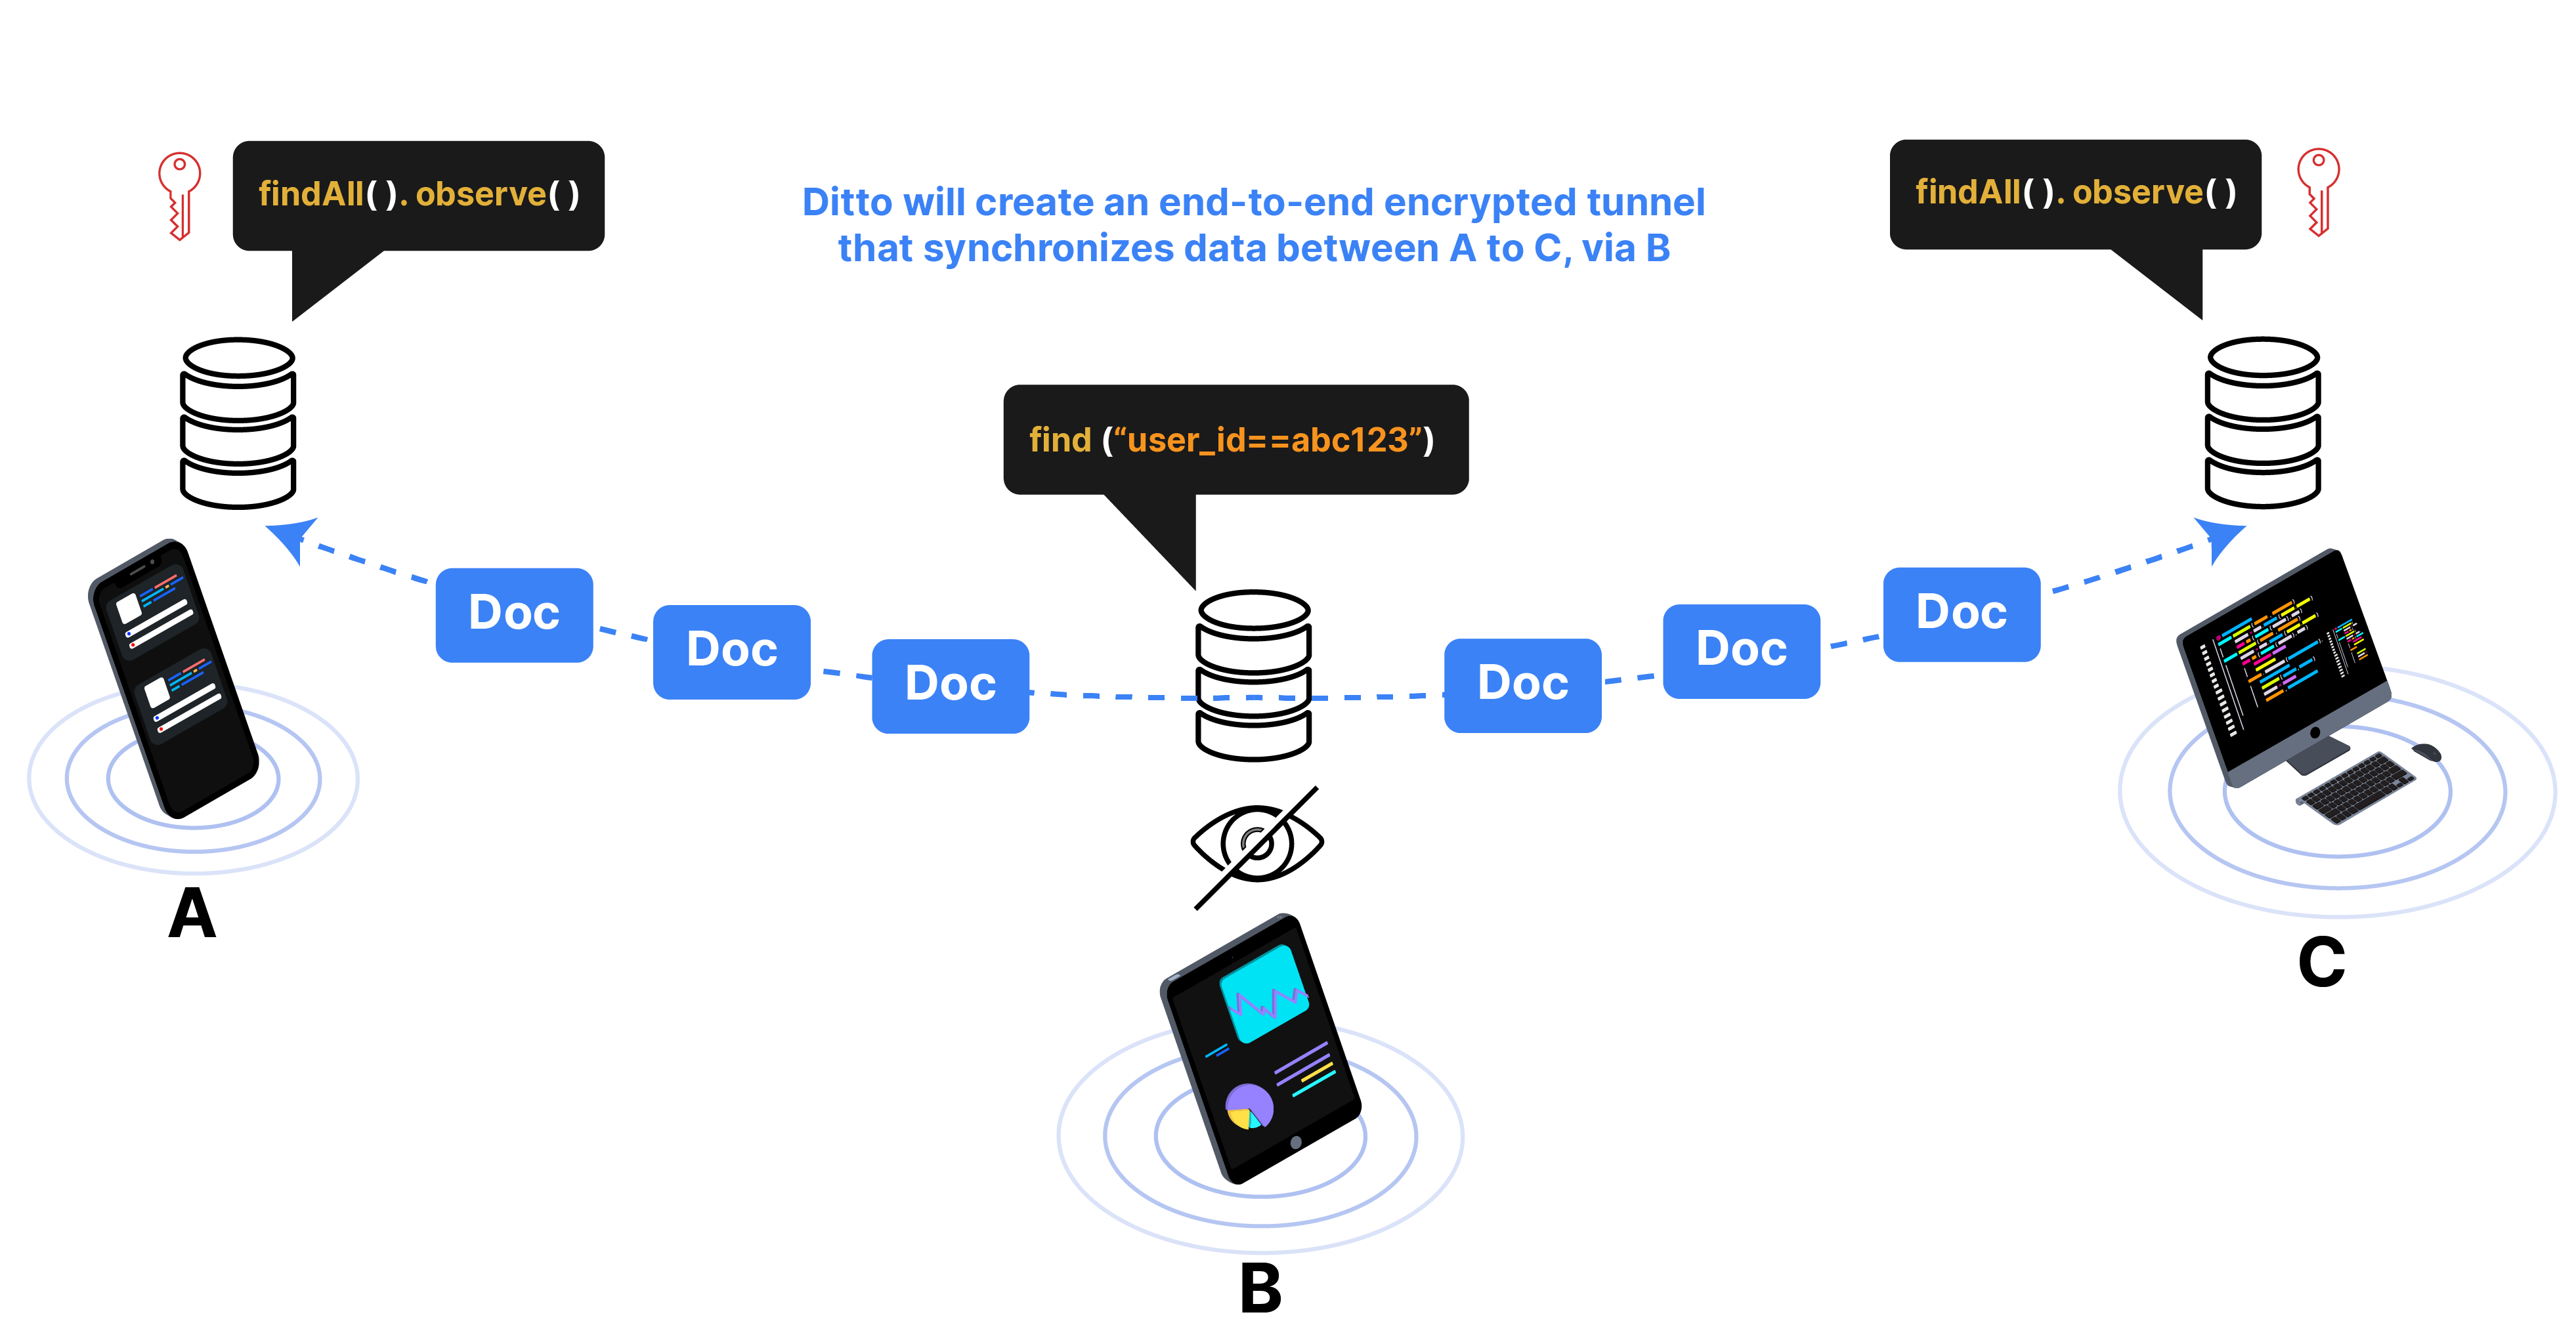 findAll(). observe()
Ditto will create an end-to-end encrypted tunnel
that synchronizes data between A to C, via B
findAll(). observe()
find (“user_id==abc123”)
Doc
Doc
Doc
Doc
Doc
Doc
A
B
C